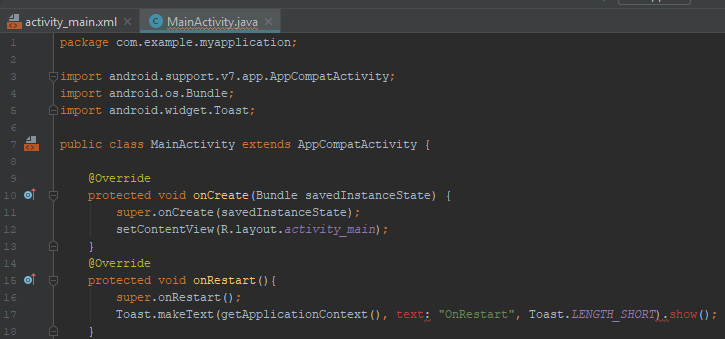 activity_main.xml × MainActivity.java ×
1 package com.example.myapplication;
2
3 import android.support.v7.app.AppCompatActivity;
4 import android.os.Bundle;
5 import android.widget.Toast;
6
7 public class MainActivity extends AppCompatActivity {
8
9 @Override
10 protected void onCreate(Bundle savedInstanceState) {
11 super.onCreate(savedInstanceState);
12 setContentView(R.layout.activity_main);
13 }
14 @Override
15 protected void onRestart(){
16 super.onRestart();
17 Toast.makeText(getApplicationContext(), text: "OnRestart", Toast.LENGTH_SHORT).show();
18 }